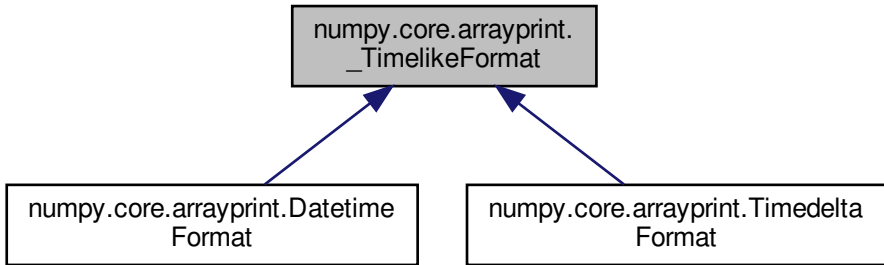 numpy.core.arrayprint.
_TimelikeFormat
numpy.core.arrayprint.Datetime
Format
numpy.core.arrayprint.Timedelta
Format